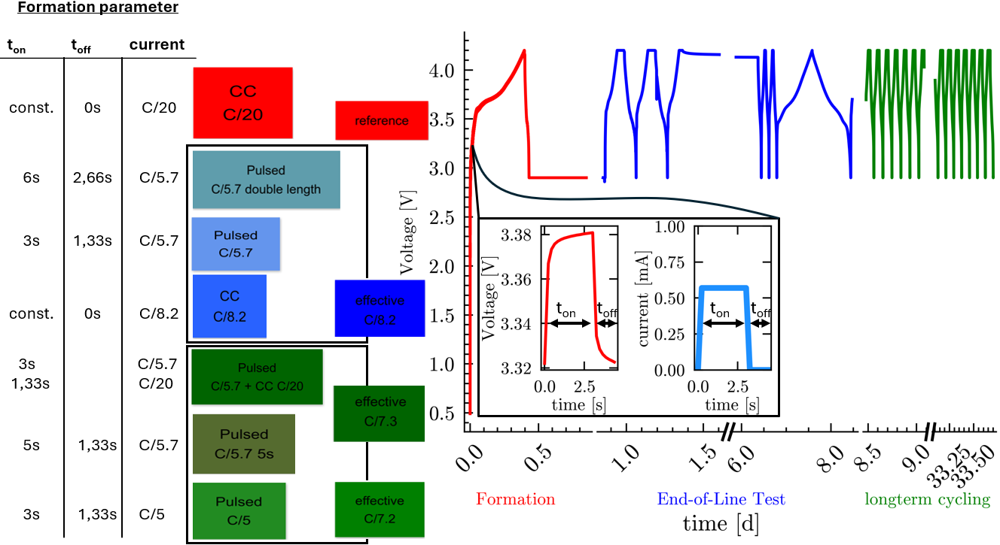 Formation parameter
ton toff current
const. 0s C/20
CC
C/20
reference
6s 2,66s C/5.7
Pulsed
C/5.7 double length
3s 1,33s C/5.7
Pulsed
C/5.7
const. 0s C/8.2
CC
C/8.2
effective
C/8.2
3s C/5.7
1,33s C/20
Pulsed
C/5.7 + CC C/20
effective
C/7.3
5s 1,33s C/5.7
Pulsed
C/5.7 5s
3s 1,33s C/5
Pulsed
C/5
effective
C/7.2
Voltage [V]
4.0
3.5
3.0
2.5
2.0
1.5
1.0
0.5
Voltage [V]
3.38
3.36
3.34
3.32
ton toff
0.0 2.5
time [s]
current [mA]
1.00
0.75
0.50
0.25
0.00
ton toff
0.0 2.5
time [s]
0.0 0.5 1.0 1.5 6.0 8.0 8.5 9.0 33.25 33.50
Formation End-of-Line Test longterm cycling
time [d]